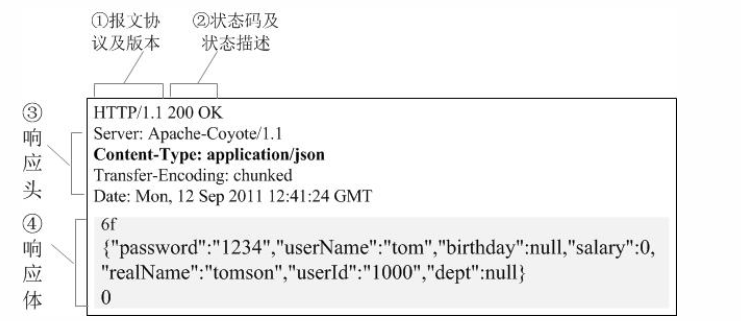 ①报文协
议及版本
②状态码及
状态描述
③
响
应
头
HTTP/1.1 200 OK
Server: Apache-Coyote/1.1
Content-Type: application/json
Transfer-Encoding: chunked
Date: Mon, 12 Sep 2011 12:41:24 GMT
④
响
应
体
6f
{"password":"1234","userName":"tom","birthday":null,"salary":0,
"realName":"tomson","userId":"1000","dept":null}
0